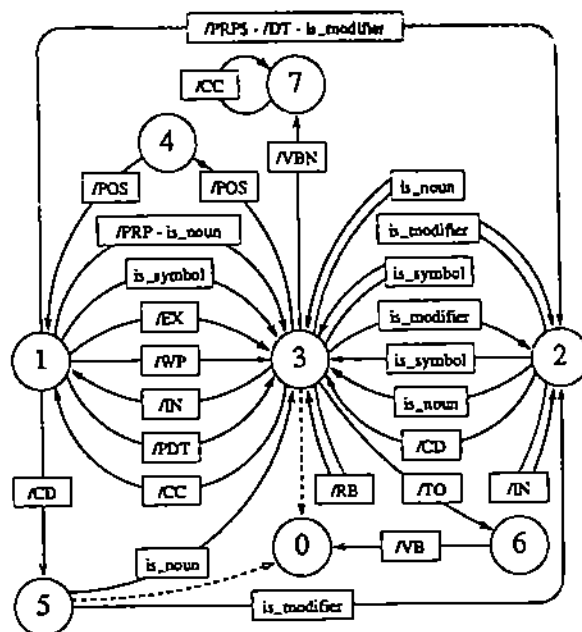 /PRP$ - /DT - is_modifier
/CC
7
4
/VBN
/POS
/POS
is_noun
/PRP - is_noun
is_modifier
is_symbol
is_symbol
/EX
is_modifier
1
/WP
3
is_symbol
2
/IN
is_noun
/PDT
/CD
/CC
/CD
/RB
/TO
/IN
is_noun
0
/VB
6
5
is_modifier